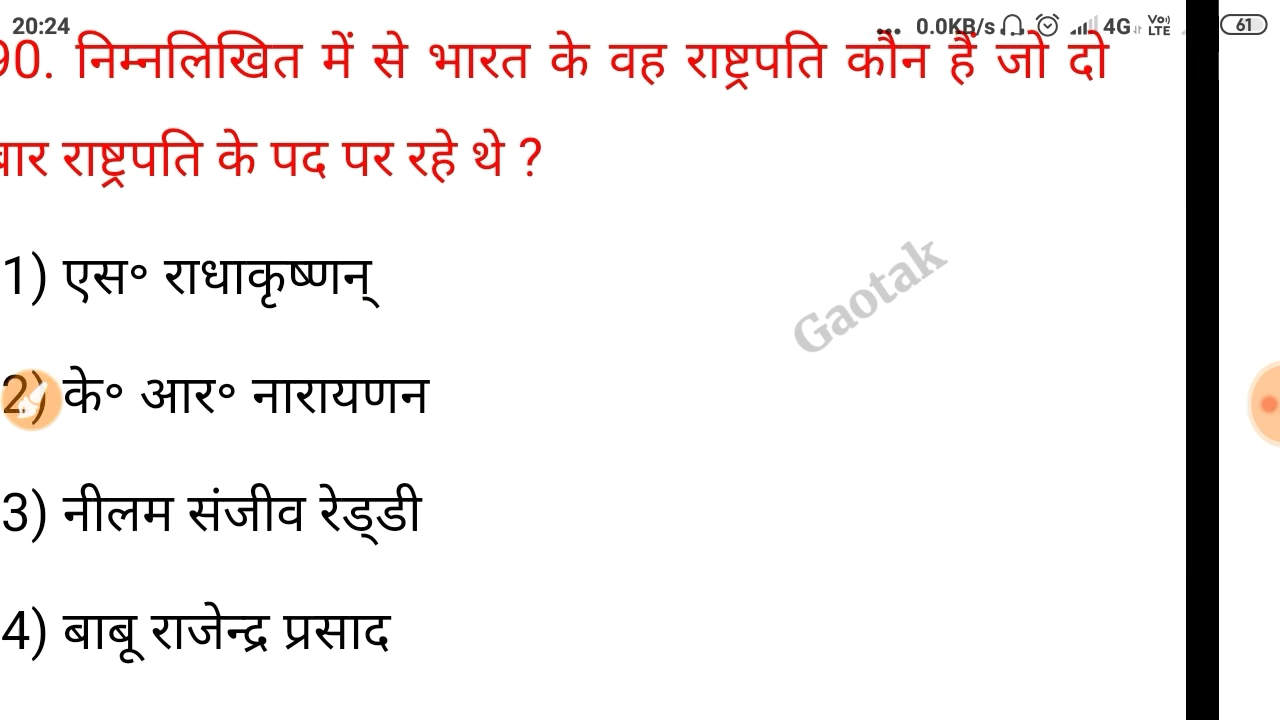 20:24 ... 0.0KB/s 4G Vo) LTE 61
90. निम्नलिखित में से भारत के वह राष्ट्रपति कौन हैं जो दो
बार राष्ट्रपति के पद पर रहे थे ?
1) एस॰ राधाकृष्णन्
Gaotak
2) के॰ आर॰ नारायणन
3) नीलम संजीव रेड्डी
4) बाबू राजेन्द्र प्रसाद